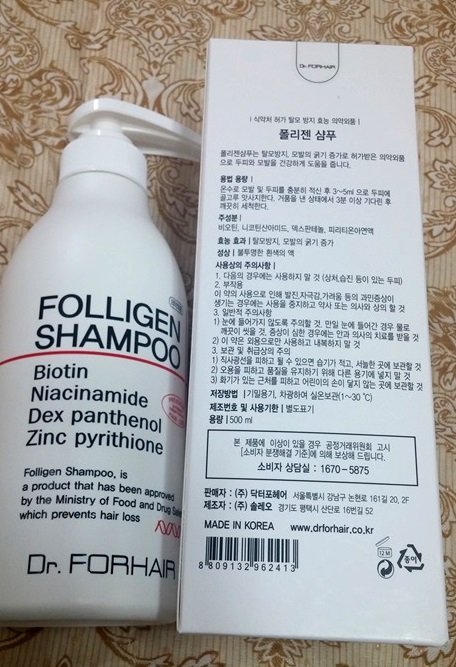 FOLLIGEN
SHAMPOO
Biotin
Niacinamide
Dex panthenol
Zinc pyrithione
Folligen Shampoo, is
a product that has been approved
by the Ministry of Food and Drug
which prevents hair loss
Dr. FORHAIR
Dr. FORHAIR
| 식약처 허가 탈모 방지 효능 의약외품 |
폴리젠 샴푸
폴리젠샴푸는 탈모방지, 모발의 굵기 증가로 허가받은 의약외품
으로 두피와 모발을 건강하게 도움을 줍니다.
용법 용량 |
온수로 모발 및 두피를 충분히 적신 후 3~5ml 으로 두피에
골고루 맛사지한다. 거품을 낸 상태에서 3분 이상 기다린 후
깨끗히 세척한다.
주성분 |
비오틴, 니코틴산아미드, 덱스판테놀, 피리티온아연액
효능 효과 | 탈모방지, 모발의 굵기 증가
성상 | 불투명한 흰색의 액
사용상의 주의사항 |
1. 다음의 경우에는 사용하지 말 것 (상처,습진 등이 있는 두피)
2. 부작용
이 약의 사용으로 인해 발진,자극감,가려움 등의 과민증상이
생기는 경우에는 사용을 중지하고 약사 또는 의사와 상의 할 것
3. 일반적 주의사항
1) 눈에 들어가지 않도록 주의할 것, 만일 눈에 들어간 경우 물로
깨끗이 씻을 것, 증상이 심한 경우에는 안과 의사의 치료를 받을 것
2) 이 약은 외용으로만 사용하고 내복하지 말 것
3. 보관 및 취급상의 주의
1) 직사광선을 피하고 될 수 있으면 습기가 적고, 서늘한 곳에 보관할 것
2) 오용을 피하고 품질을 유지하기 위해 다른 용기에 넣지 말 것
3) 화기가 있는 근처를 피하고 어린이의 손이 닿지 않는 곳에 보관할 것
저장방법 | 기밀용기, 차광하여 실온보관(1~30 ℃)
제조번호 및 사용기한 | 별도표기
용량 | 500 ml
본 제품에 이상이 있을 경우 공정거래위원회 고시
[소비자 분쟁해결 기준]에 의해 보상해 드립니다.
소비자 상담실 : 1670-5875
판매자 : (주) 닥터포헤어 서울특별시 강남구 논현로 161길 20, 2F
제조자 : (주) 솔레오 경기도 평택시 산단로 16번길 52
MADE IN KOREA www.drforhair.co.kr
8 809132 962413
12 M
종이